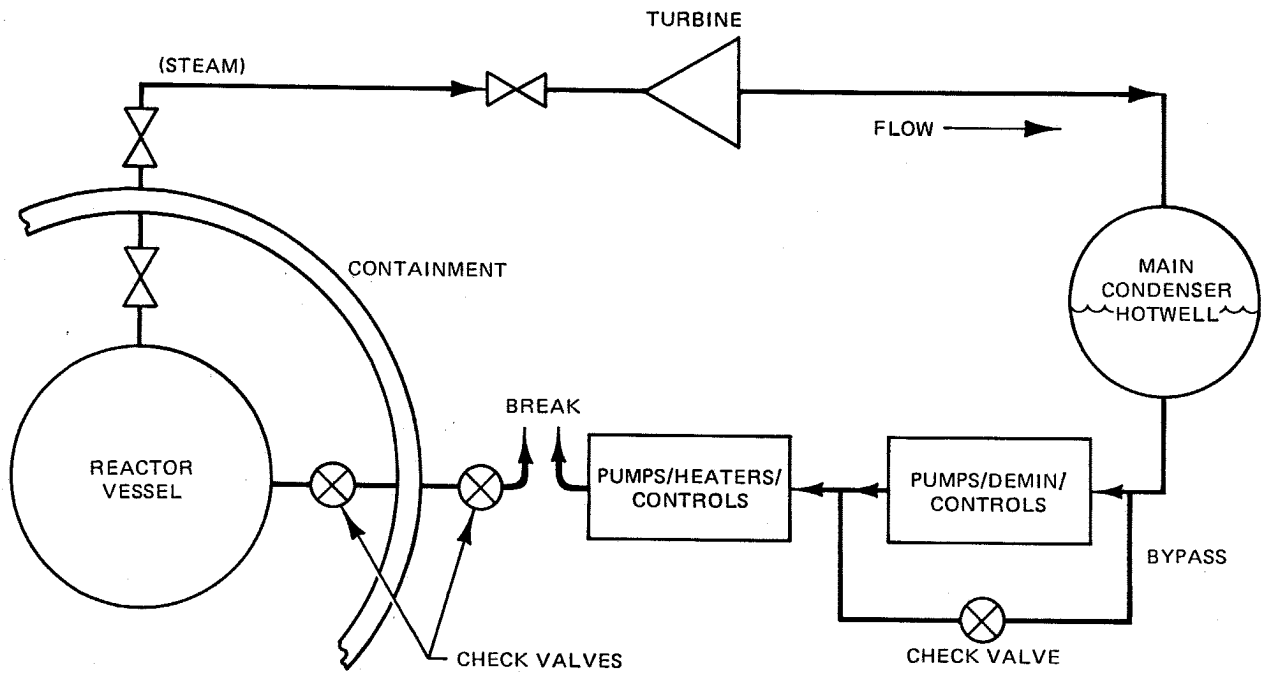 TURBINE
(STEAM)
FLOW
CONTAINMENT
MAIN
CONDENSER
HOTWELL
BREAK
REACTOR
VESSEL
PUMPS/HEATERS/
CONTROLS
PUMPS/DEMIN/
CONTROLS
BYPASS
CHECK VALVES
CHECK VALVE